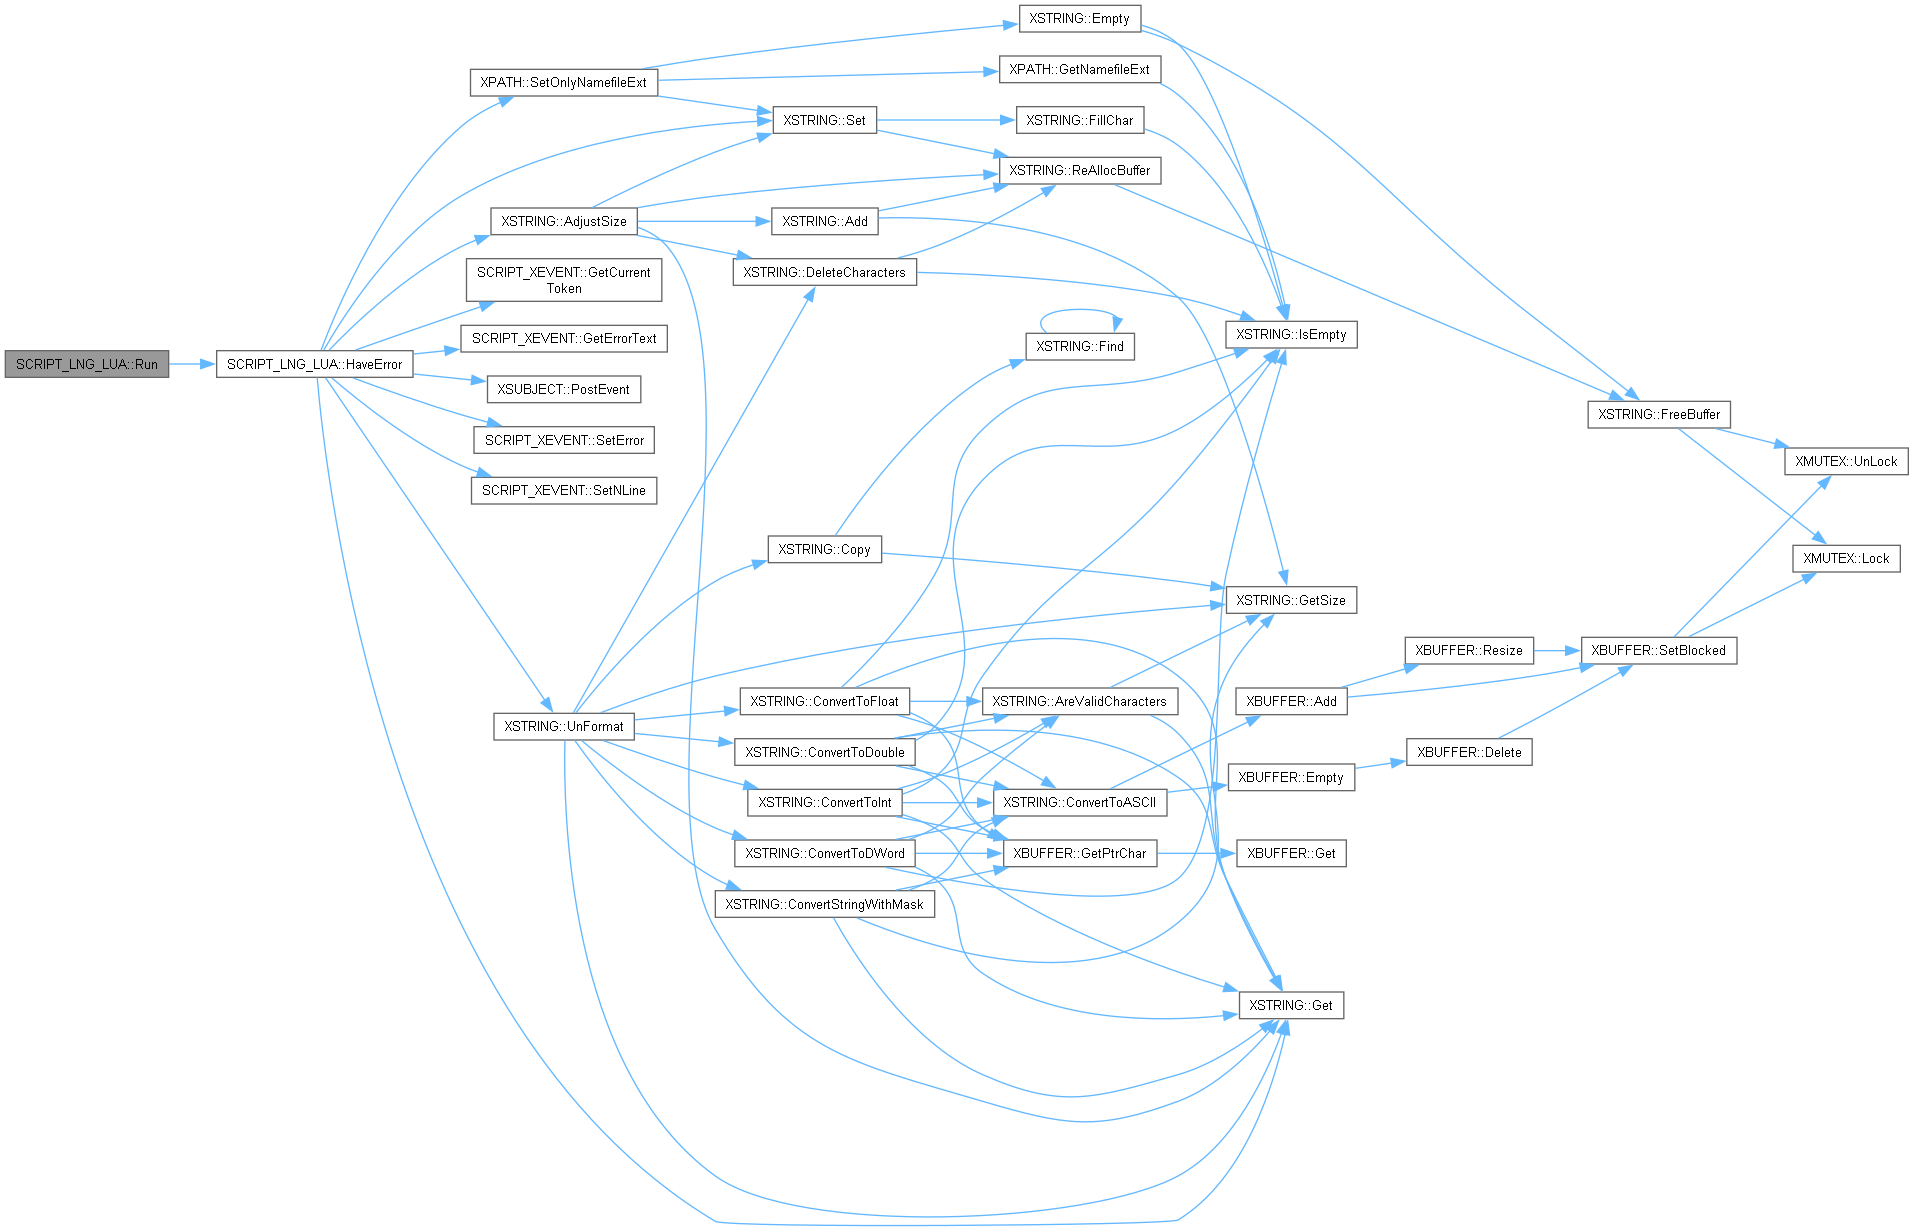 XSTRING::Empty
XPATH::GetNamefileExt
XPATH::SetOnlyNamefileExt
XSTRING::Set
XSTRING::FillChar
XSTRING::ReAllocBuffer
XSTRING::AdjustSize
XSTRING::Add
SCRIPT_XEVENT::GetCurrent
Token
XSTRING::DeleteCharacters
SCRIPT_XEVENT::GetErrorText
XSTRING::Find
XSTRING::IsEmpty
SCRIPT_LNG_LUA::Run
SCRIPT_LNG_LUA::HaveError
XSUBJECT::PostEvent
XSTRING::FreeBuffer
SCRIPT_XEVENT::SetError
XMUTEX::UnLock
SCRIPT_XEVENT::SetNLine
XSTRING::Copy
XMUTEX::Lock
XSTRING::GetSize
XBUFFER::Resize
XBUFFER::SetBlocked
XSTRING::ConvertToFloat
XSTRING::AreValidCharacters
XBUFFER::Add
XSTRING::UnFormat
XSTRING::ConvertToDouble
XBUFFER::Delete
XBUFFER::Empty
XSTRING::ConvertToInt
XSTRING::ConvertToASCII
XSTRING::ConvertToDWord
XBUFFER::GetPtrChar
XBUFFER::Get
XSTRING::ConvertStringWithMask
XSTRING::Get